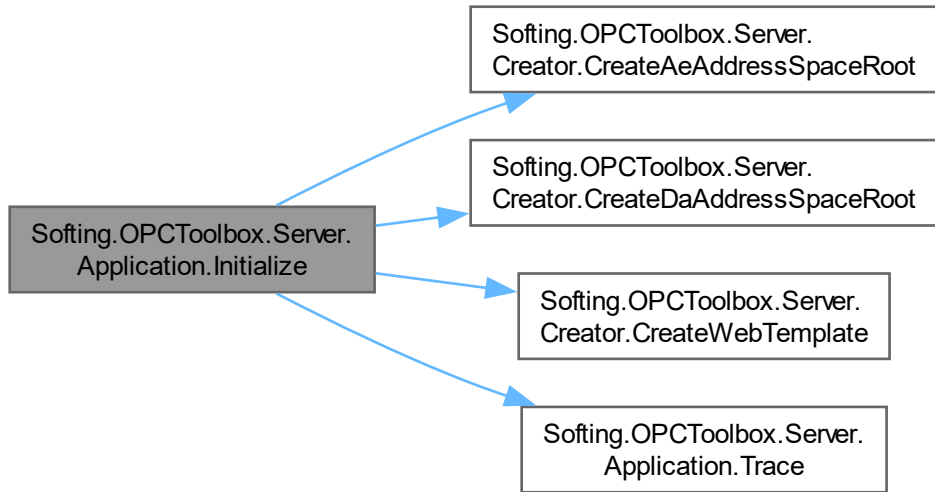 Softing.OPCToolbox.Server.
Creator.CreateAeAddressSpaceRoot
Softing.OPCToolbox.Server.
Creator.CreateDaAddressSpaceRoot
Softing.OPCToolbox.Server.
Application.Initialize
Softing.OPCToolbox.Server.
Creator.CreateWebTemplate
Softing.OPCToolbox.Server.
Application.Trace